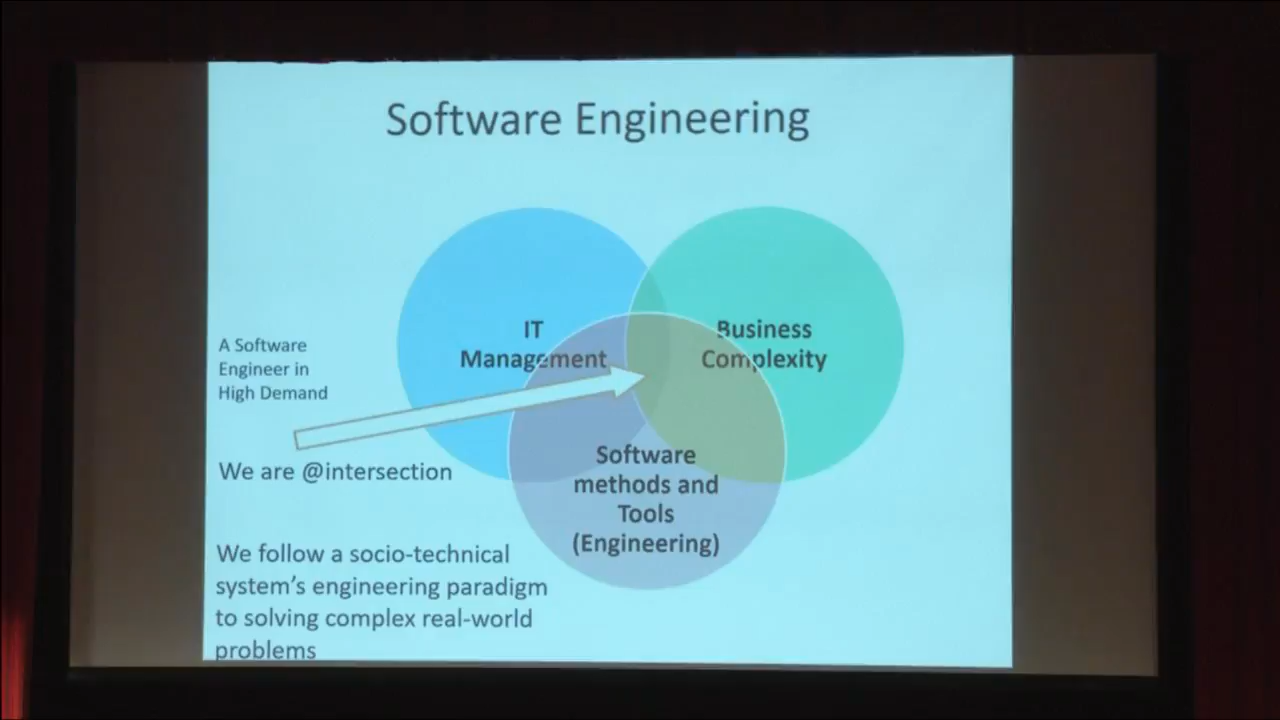 Software Engineering
IT
Management
Business
Complexity
A Software
Engineer in
High Demand
We are @intersection
Software
methods and
Tools
(Engineering)
We follow a socio-technical
system's engineering paradigm
to solving complex real-world
problems